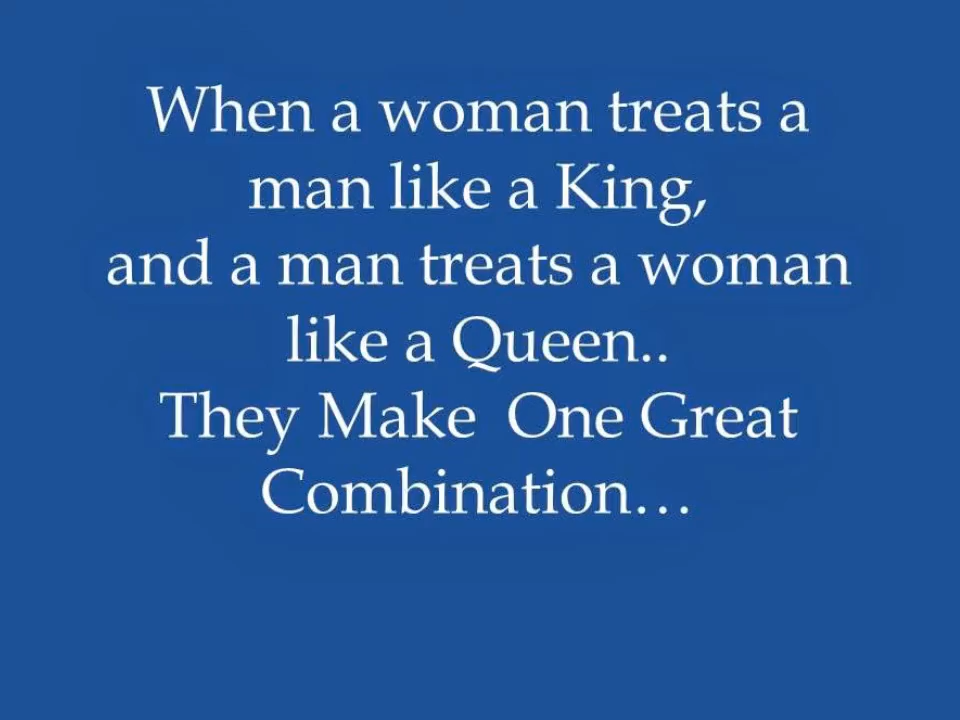 When a woman treats a
man like a King,
and a man treats a woman
like a Queen..
They Make  One Great
Combination…